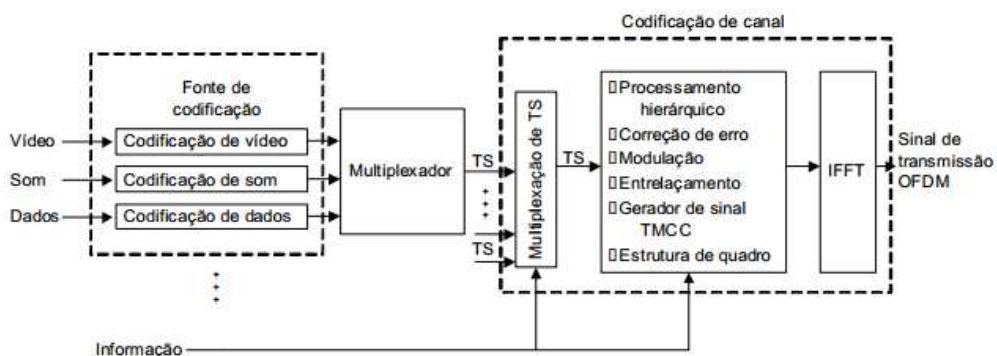 Codificação de canal
Fonte de
codificação
Vídeo
Codificação de vídeo
Som
Codificação de som
Dados
Codificação de dados
Multiplexador
TS
TS
Multiplexação de TS
TS
Processamento
hierárquico
Correção de erro
Modulação
Entrelaçamento
Gerador de sinal
TMCC
Estrutura de quadro
IFFT
Sinal de
transmissão
OFDM
Informação